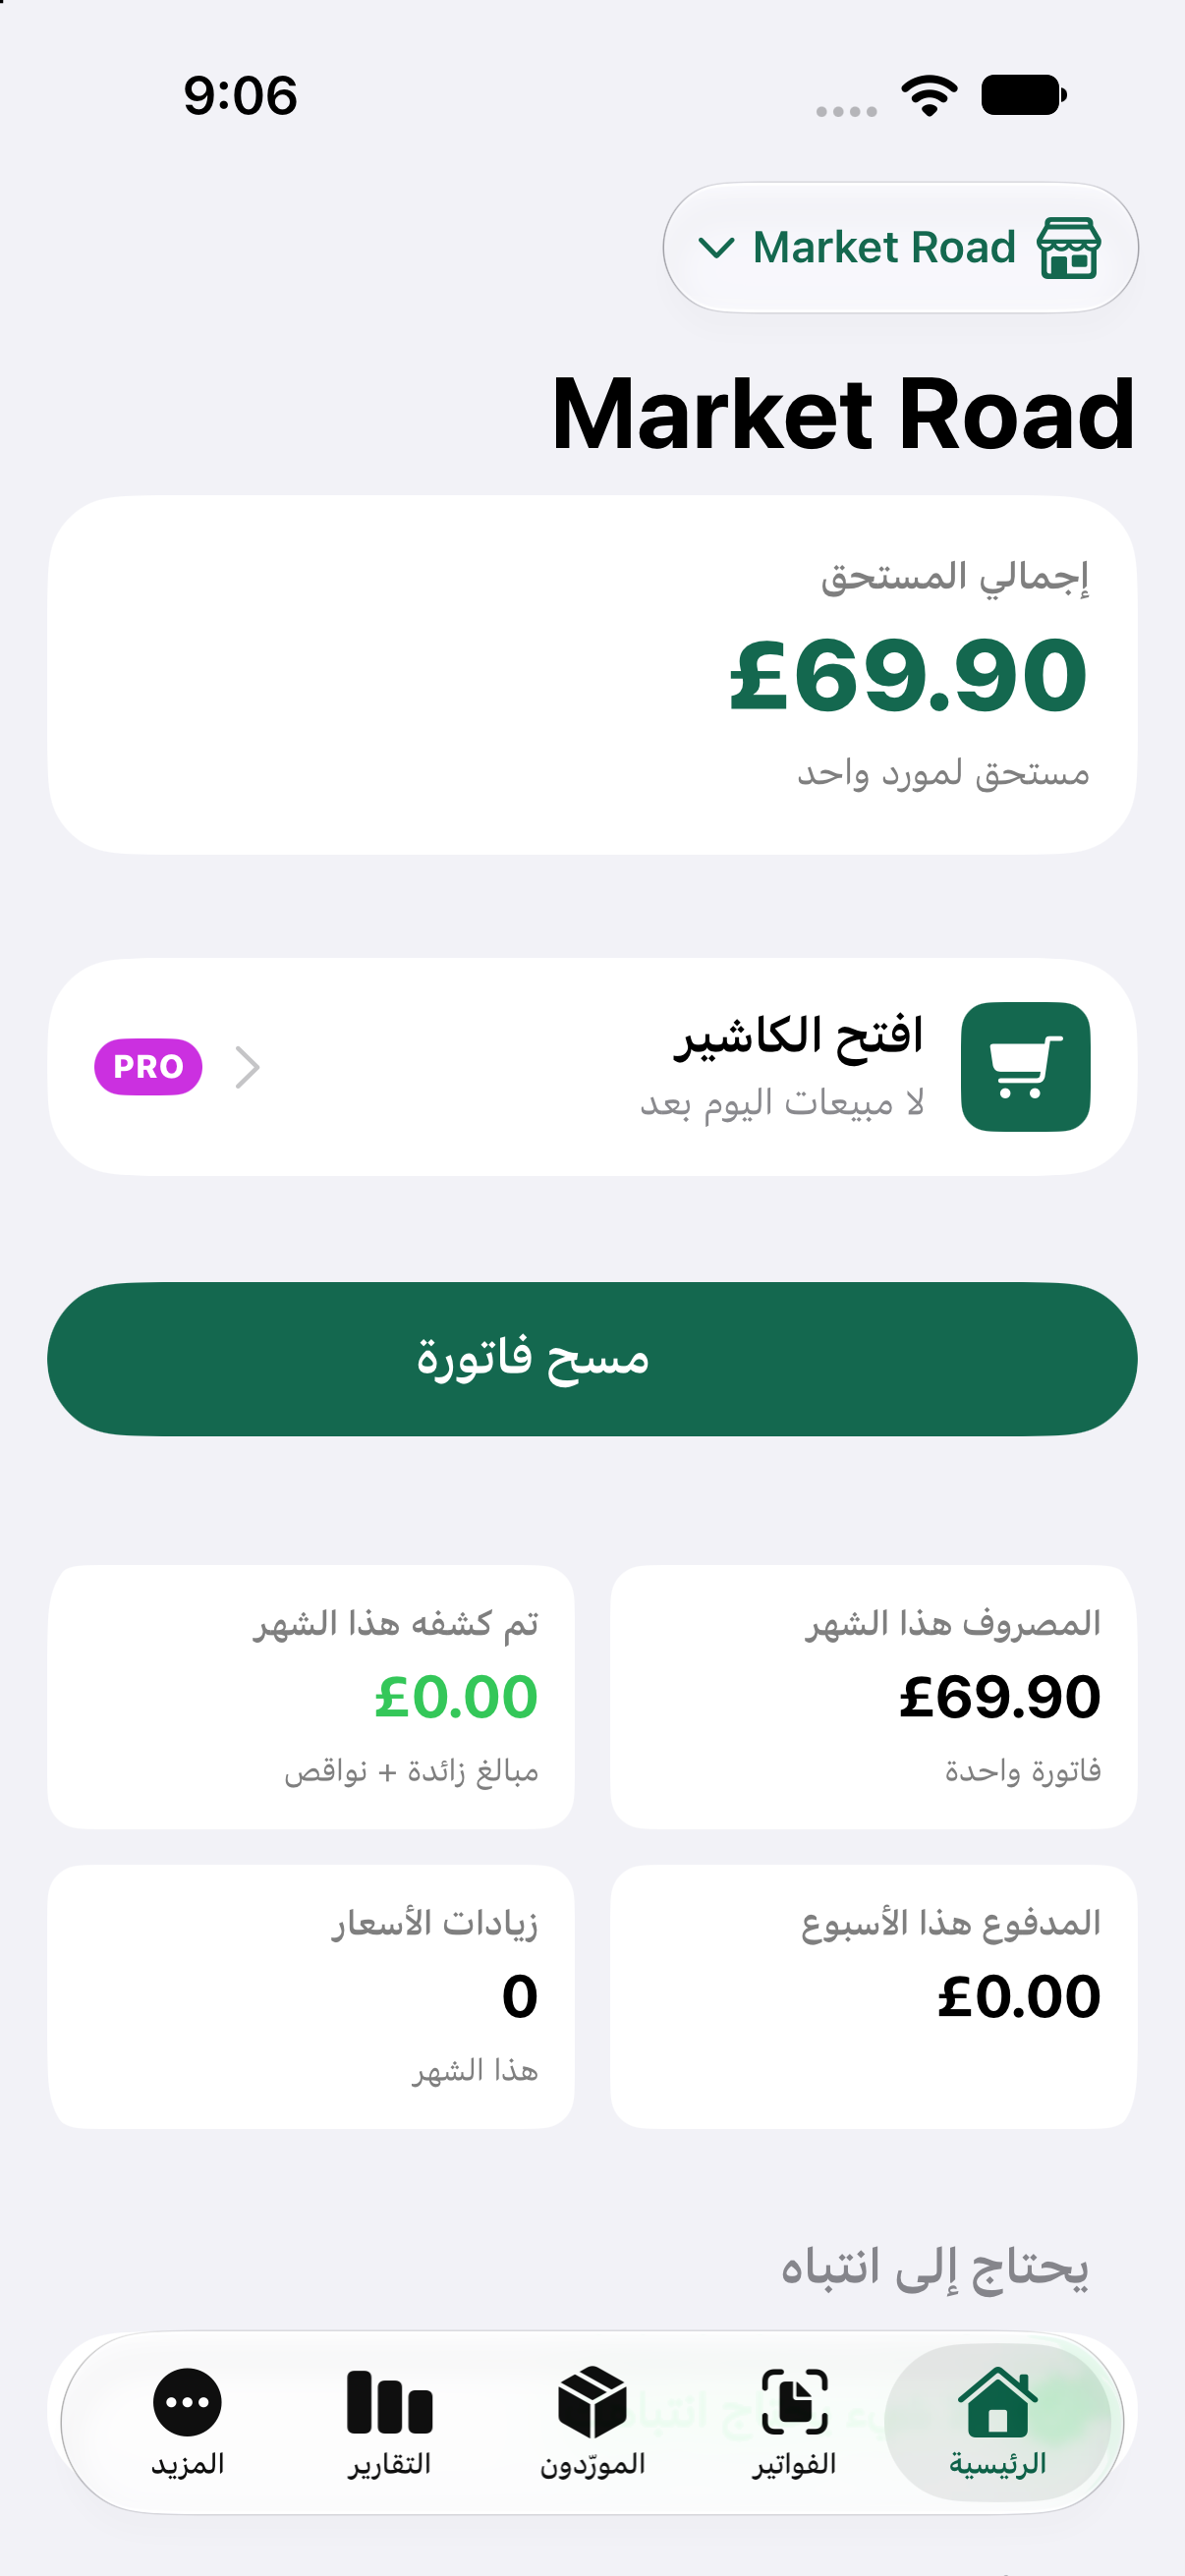 9:06
Market Road
Market Road
إجمالي المستحق
£69.90
مستحق لمورد واحد
افتح الكاشير
لا مبيعات اليوم بعد
PRO
مسح فاتورة
المصروف هذا الشهر
£69.90
فاتورة واحدة
تم كشفه هذا الشهر
£0.00
مبالغ زائدة + نواقص
المدفوع هذا الأسبوع
£0.00
زيادات الأسعار
0
هذا الشهر
يحتاج إلى انتباه
الرئيسية
الفواتير
المورّدون
التقارير
المزيد